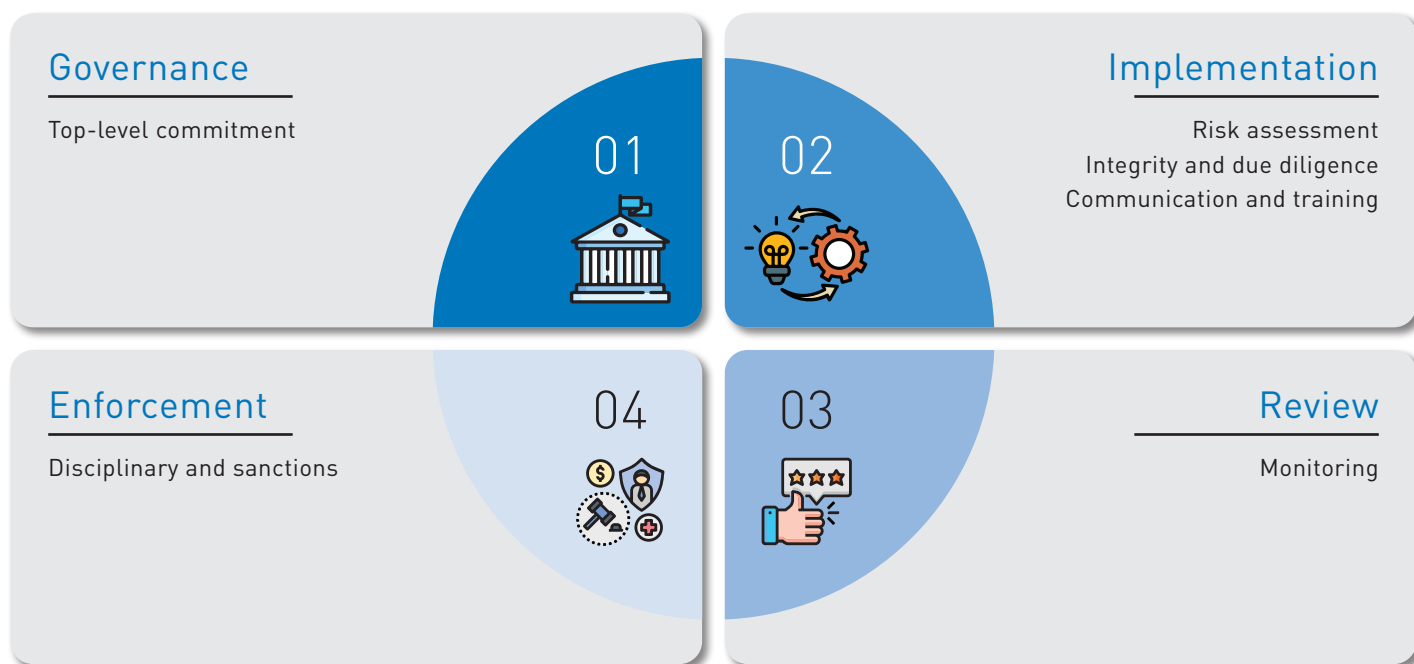 Governance
Top-level commitment
01
Implementation
Risk assessment
Integrity and due diligence
Communication and training
02
Review
Monitoring
03
Enforcement
Disciplinary and sanctions
04
$